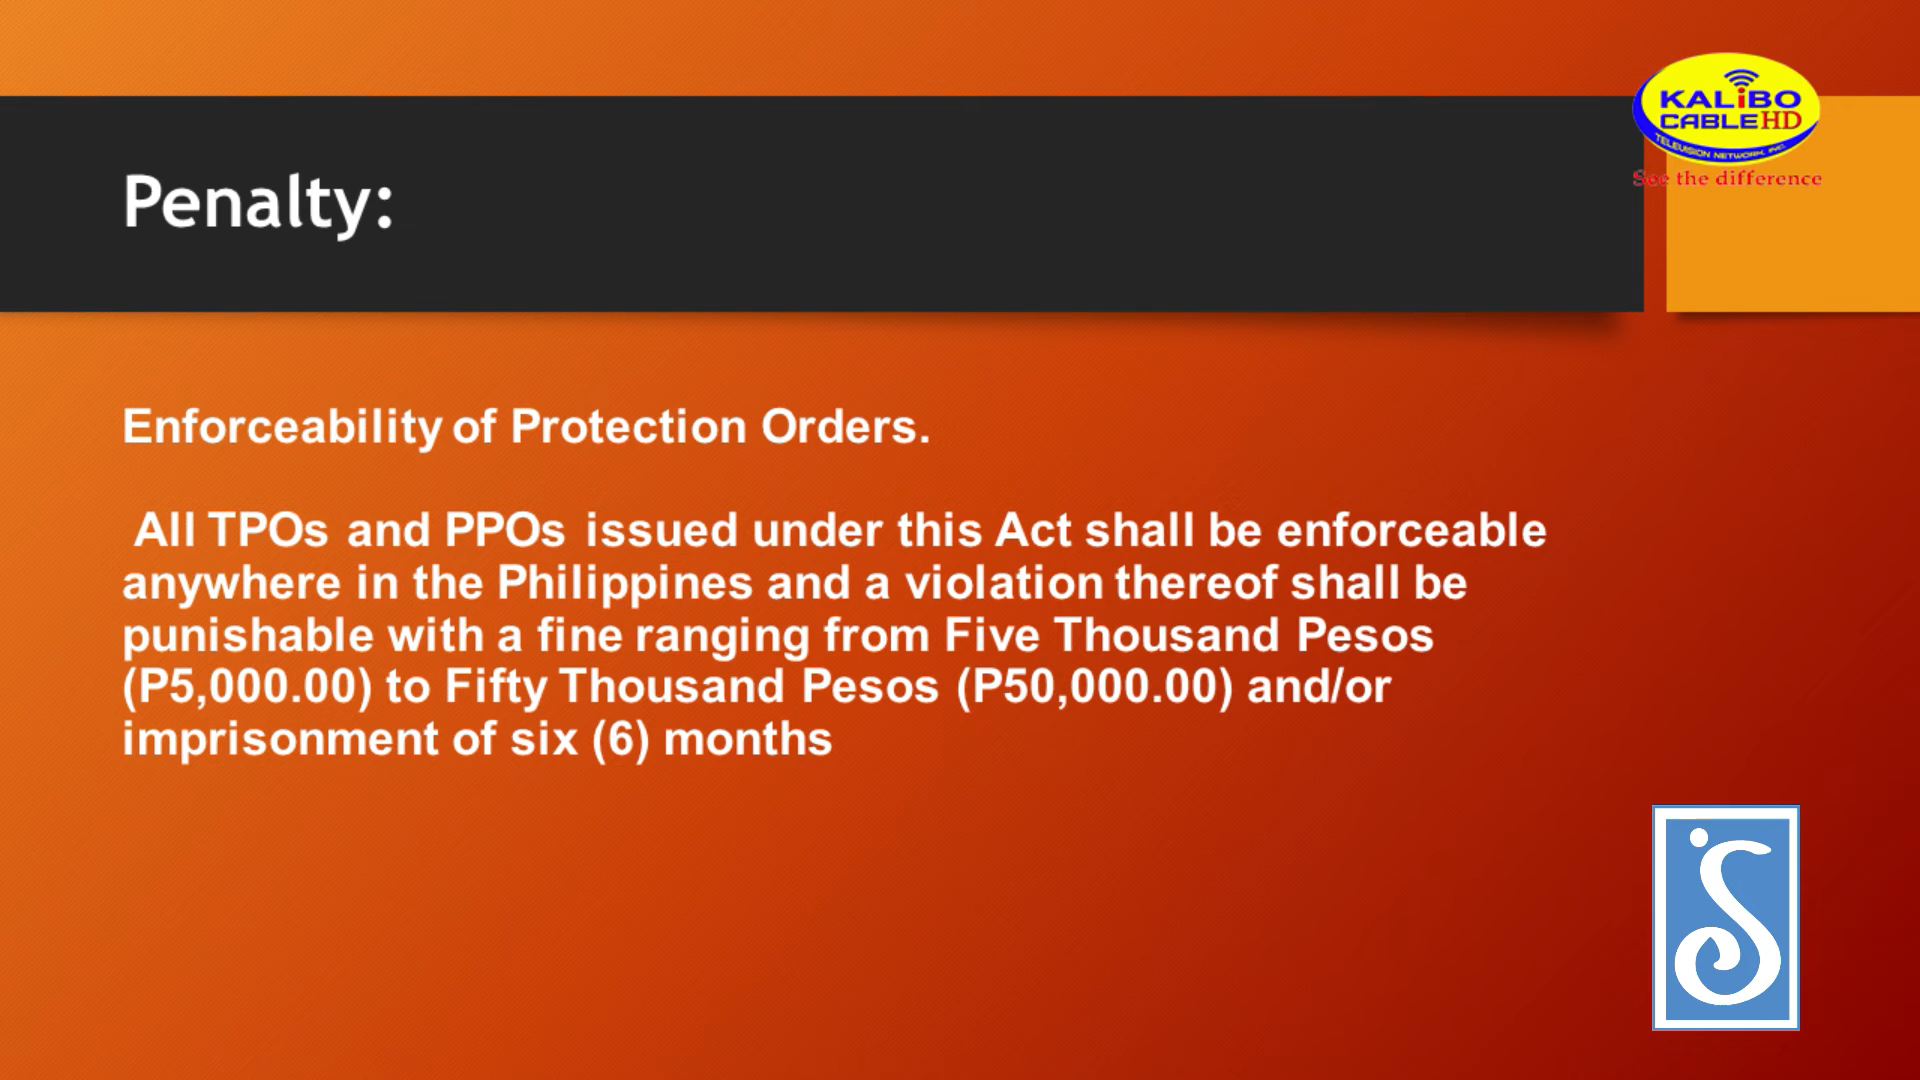 KALiBO
CABLEHD
TELEVISION NETWORK, INC.
See the difference
Penalty:
Enforceability of Protection Orders.
All TPOs and PPOs issued under this Act shall be enforceable
anywhere in the Philippines and a violation thereof shall be
punishable with a fine ranging from Five Thousand Pesos
(P5,000.00) to Fifty Thousand Pesos (P50,000.00) and/or
imprisonment of six (6) months
S